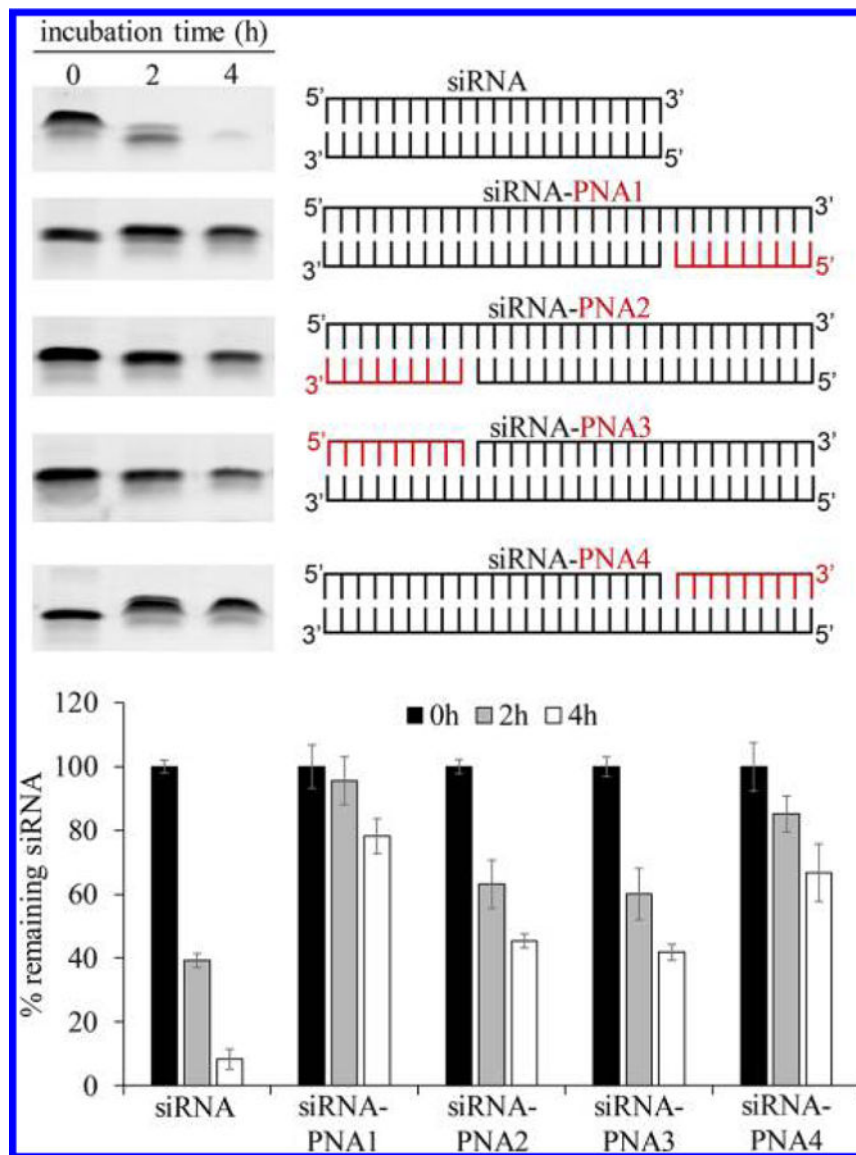 incubation time (h)
0 2 4
siRNA
5' 3'
3' 5'
siRNA-PNA1
5' 3'
3' 5'
siRNA-PNA2
5' 3'
3' 5'
siRNA-PNA3
5' 3'
3' 5'
siRNA-PNA4
5' 3'
3' 5'
% remaining siRNA
120
100
80
60
40
20
0
0h 2h 4h
siRNA siRNA- siRNA- siRNA- siRNA-
PNA1 PNA2 PNA3 PNA4